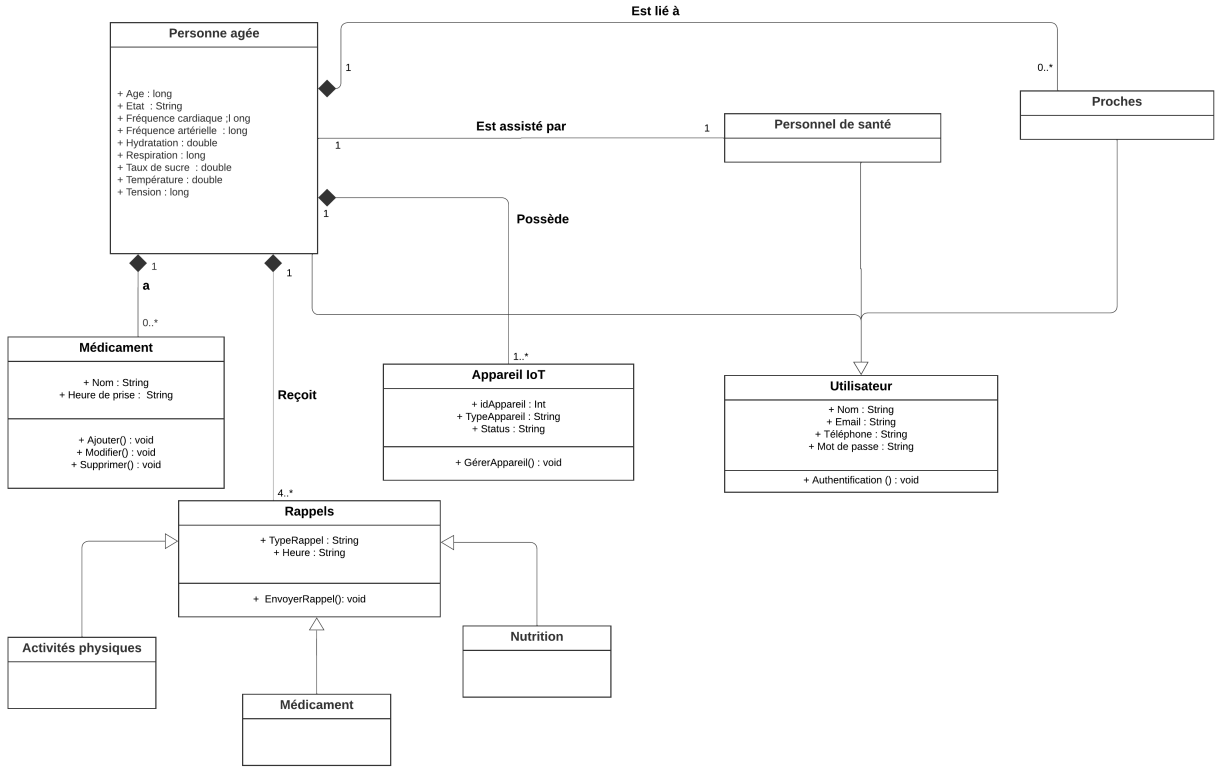 Est lié à
Personne agée
1
0..*
+ Age : long
+ Etat  : String
+ Fréquence cardiaque ;l ong
+ Fréquence artérielle  : long
+ Hydratation : double
+ Respiration : long
+ Taux de sucre  : double
+ Température : double
+ Tension : long
Proches
Est assisté par
1
1
Personnel de santé
1
Possède
1
a
0..*
1
Médicament
+ Nom : String
+ Heure de prise :  String
+ Ajouter() : void
+ Modifier() : void
+ Supprimer() : void
Reçoit
4..*
1..*
Appareil IoT
+ idAppareil : Int
+ TypeAppareil : String
+ Status : String
+ GérerAppareil() : void
Utilisateur
+ Nom : String
+ Email : String
+ Téléphone : String
+ Mot de passe : String
+ Authentification () : void
Rappels
+ TypeRappel : String
+ Heure : String
+  EnvoyerRappel(): void
Activités physiques
Nutrition
Médicament